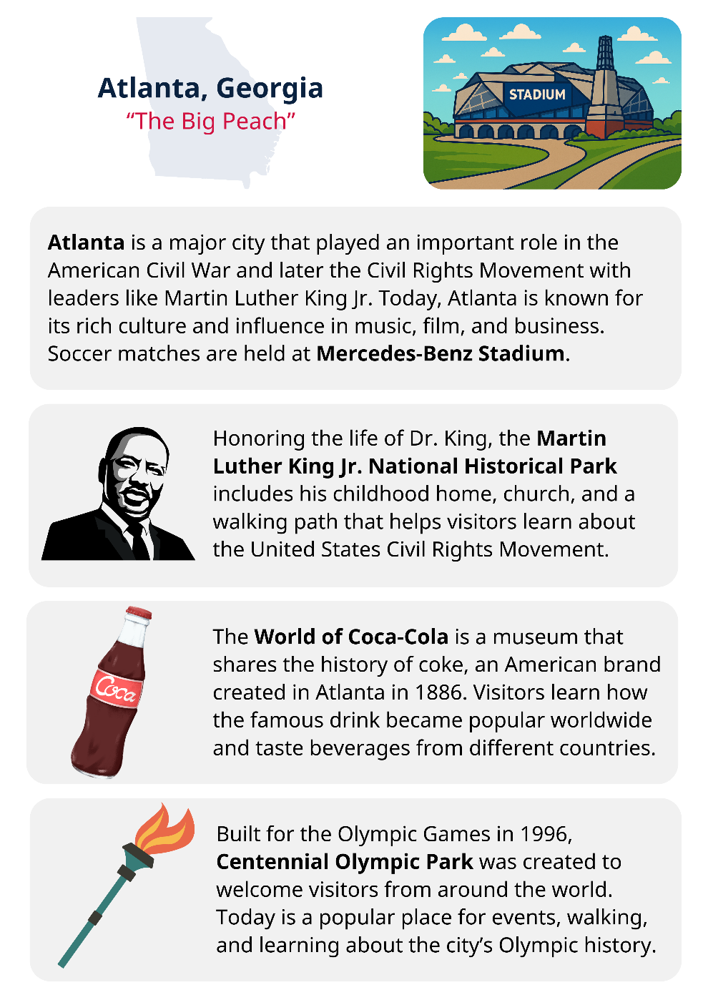 Atlanta, Georgia
“The Big Peach”
STADIUM
Atlanta is a major city that played an important role in the
American Civil War and later the Civil Rights Movement with
leaders like Martin Luther King Jr. Today, Atlanta is known for
its rich culture and influence in music, film, and business.
Soccer matches are held at Mercedes-Benz Stadium.
Honoring the life of Dr. King, the Martin
Luther King Jr. National Historical Park
includes his childhood home, church, and a
walking path that helps visitors learn about
the United States Civil Rights Movement.
Coca
The World of Coca-Cola is a museum that
shares the history of coke, an American brand
created in Atlanta in 1886. Visitors learn how
the famous drink became popular worldwide
and taste beverages from different countries.
Built for the Olympic Games in 1996,
Centennial Olympic Park was created to
welcome visitors from around the world.
Today is a popular place for events, walking,
and learning about the city’s Olympic history.